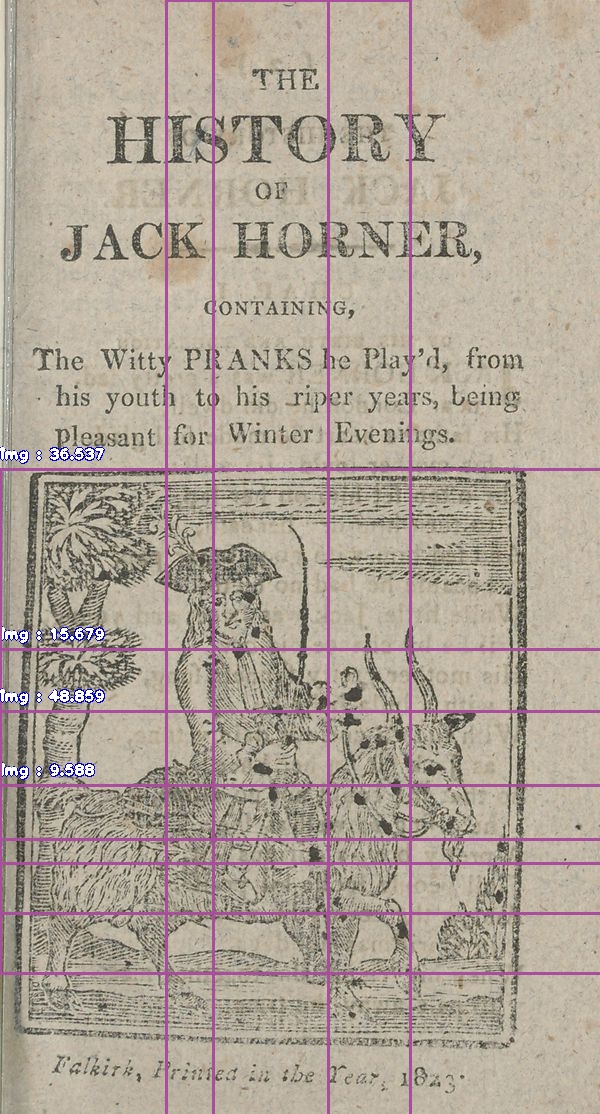 THE
HISTORY
OF
JACK HORNER,
CONTAINING,
The Witty PRANKS he Play'd, from
his youth to his riper years, being
pleasant for Winter Evenings.
Img : 36.537
Img : 15.679
Img : 48.859
Img : 9.588
Falkirk, Printed in the Year, 1823.